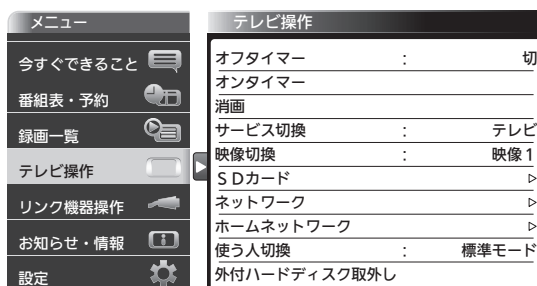 メニュー
今すぐできること
番組表・予約
録画一覧
テレビ操作
リンク機器操作
お知らせ・情報
設定
テレビ操作
オフタイマー : 切
オンタイマー
消画
サービス切換 : テレビ
映像切換 : 映像1
SDカード
ネットワーク
ホームネットワーク
使う人切換 : 標準モード
外付ハードディスク取外し